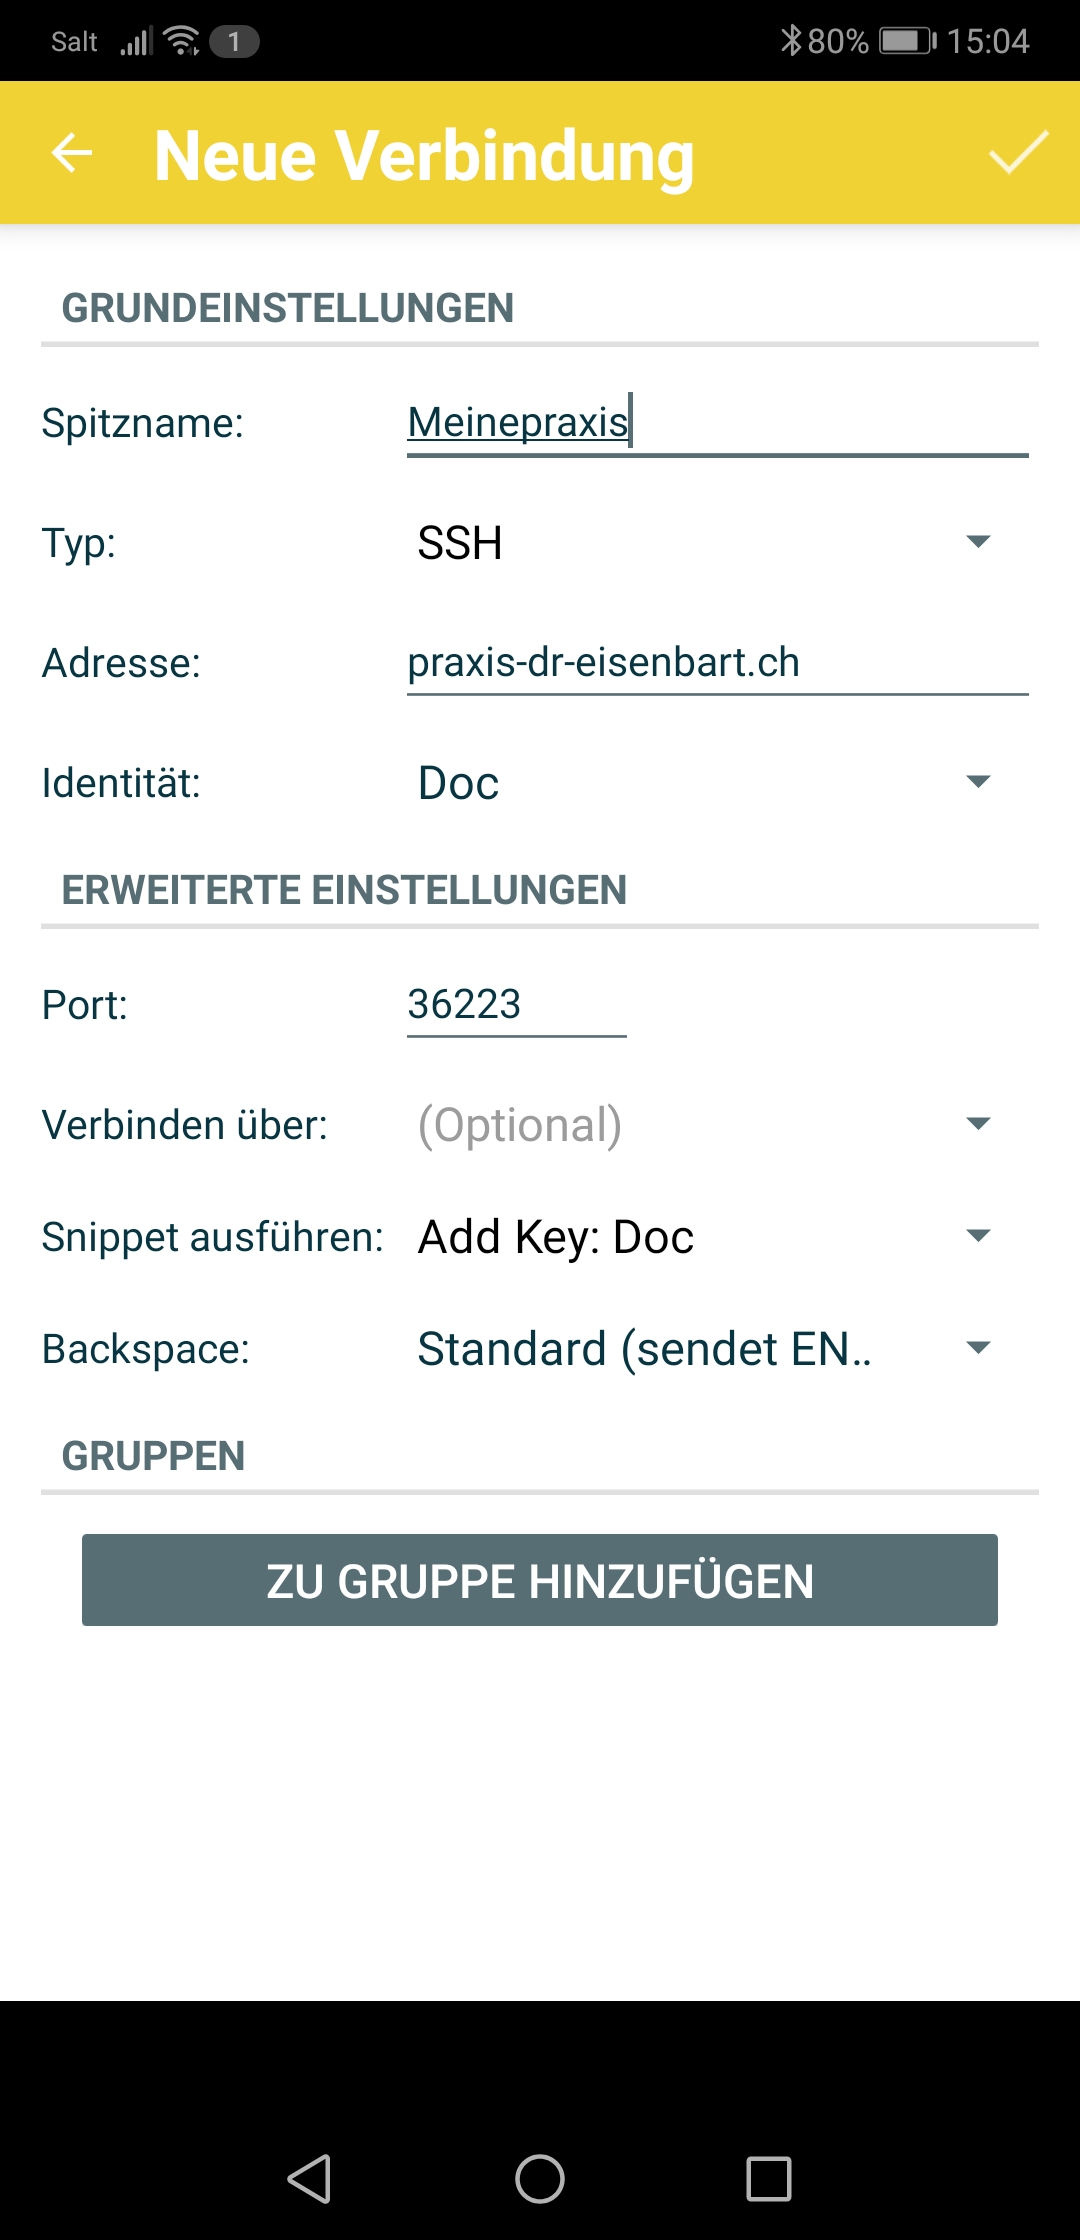 Salt 1 80% 15:04
Neue Verbindung
GRUNDEINSTELLUNGEN
Spitzname: Meinepraxis
Typ: SSH
Adresse: praxis-dr-eisenbart.ch
Identität: Doc
ERWEITERTE EINSTELLUNGEN
Port: 36223
Verbinden über: (Optional)
Snippet ausführen: Add Key: Doc
Backspace: Standard (sendet EN..
GRUPPEN
ZU GRUPPE HINZUFÜGEN